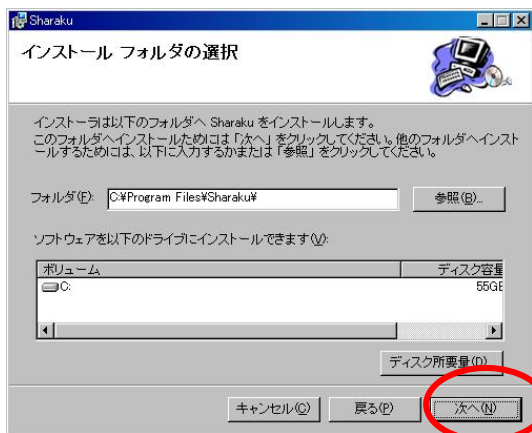 Sharaku
インストール フォルダの選択
インストーラは以下のフォルダへ Sharaku をインストールします。
このフォルダへインストールためには「次へ」をクリックしてください。他のフォルダへインスト
ールするためには、以下に入力するかまたは「参照」をクリックしてください。
フォルダ(F): C:¥Program Files¥Sharaku¥ 参照(B)...
ソフトウェアを以下のドライブにインストールできます(V):
ボリューム ディスク容量
C: 55GB
ディスク所要量(D)
キャンセル(C) 戻る(P) 次へ(N)